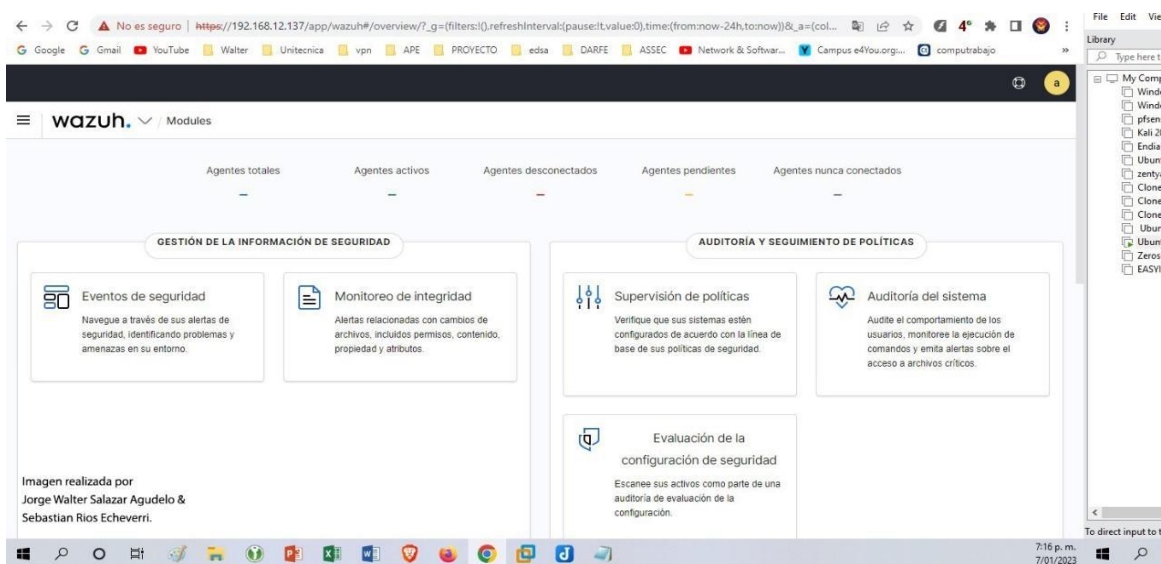 No es seguro | https://192.168.12.137/app/wazuh#/overview/?_g=(filters:!(),refreshInterval:(pause:!t,value:0),time:(from:now-24h,to:now))&_a=(col...
4°
File Edit Vie
Google Gmail YouTube Walter Unitecnica vpn APE PROYECTO edsa DARFE ASSEC Network & Softwar... Campus e4You.org:... computrabajo »
Library
Type here t
My Comp
Windo
Windo
pfsen
Kali 20
Endia
Ubun
zentya
Clone
Clone
Clone
Ubun
Ubun
Zeros
EASYI
To direct input to t
a
wazuh. / Modules
Agentes totales
–
Agentes activos
–
Agentes desconectados
–
Agentes pendientes
–
Agentes nunca conectados
–
GESTIÓN DE LA INFORMACIÓN DE SEGURIDAD
Eventos de seguridad
Navegue a través de sus alertas de
seguridad, identificando problemas y
amenazas en su entorno.
Monitoreo de integridad
Alertas relacionadas con cambios de
archivos, incluidos permisos, contenido,
propiedad y atributos.
AUDITORÍA Y SEGUIMIENTO DE POLÍTICAS
Supervisión de políticas
Verifique que sus sistemas estén
configurados de acuerdo con la línea de
base de sus políticas de seguridad.
Auditoría del sistema
Audite el comportamiento de los
usuarios, monitoree la ejecución de
comandos y emita alertas sobre el
acceso a archivos críticos.
Evaluación de la
configuración de seguridad
Escanee sus activos como parte de una
auditoría de evaluación de la
configuración.
Imagen realizada por
Jorge Walter Salazar Agudelo &
Sebastian Rios Echeverri.
7:16 p. m.
7/01/2023